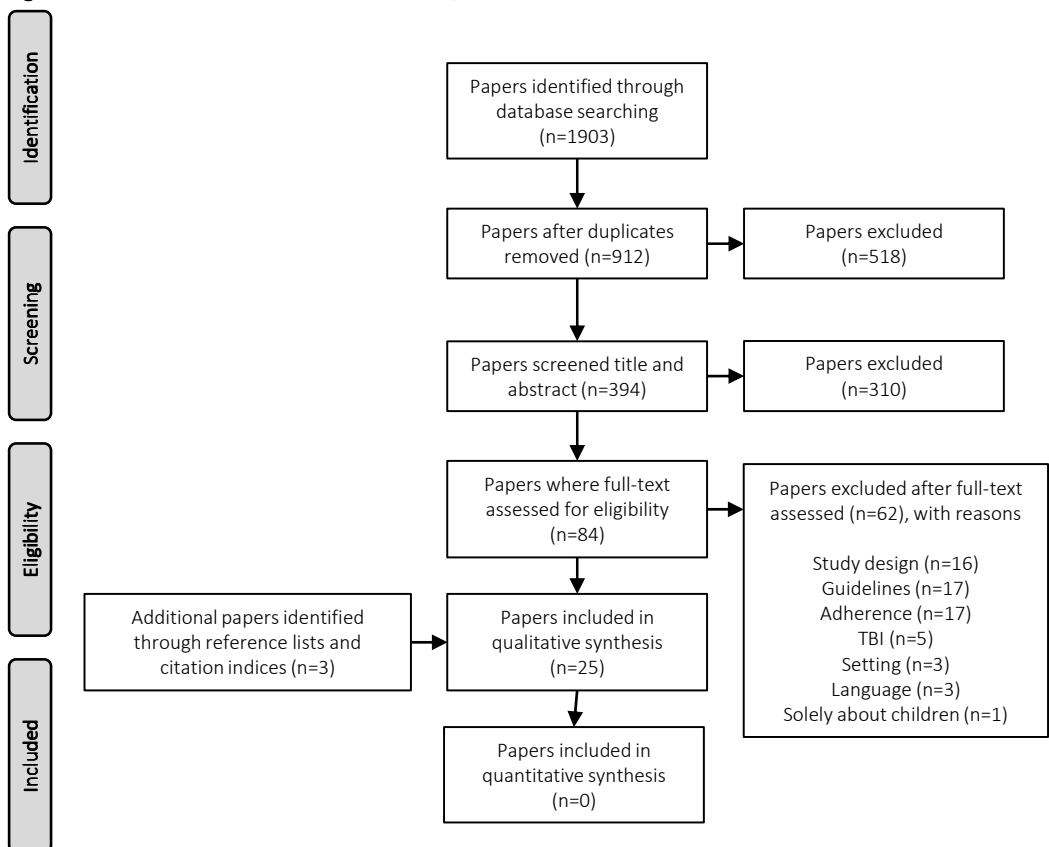 Identification
Papers identified through
database searching
(n=1903)
Papers after duplicates
removed (n=912)
Papers excluded
(n=518)
Screening
Papers screened title and
abstract (n=394)
Papers excluded
(n=310)
Eligibility
Papers where full-text
assessed for eligibility
(n=84)
Papers excluded after full-text
assessed (n=62), with reasons
Study design (n=16)
Guidelines (n=17)
Adherence (n=17)
TBI (n=5)
Setting (n=3)
Language (n=3)
Solely about children (n=1)
Additional papers identified
through reference lists and
citation indices (n=3)
Papers included in
qualitative synthesis
(n=25)
Included
Papers included in
quantitative synthesis
(n=0)